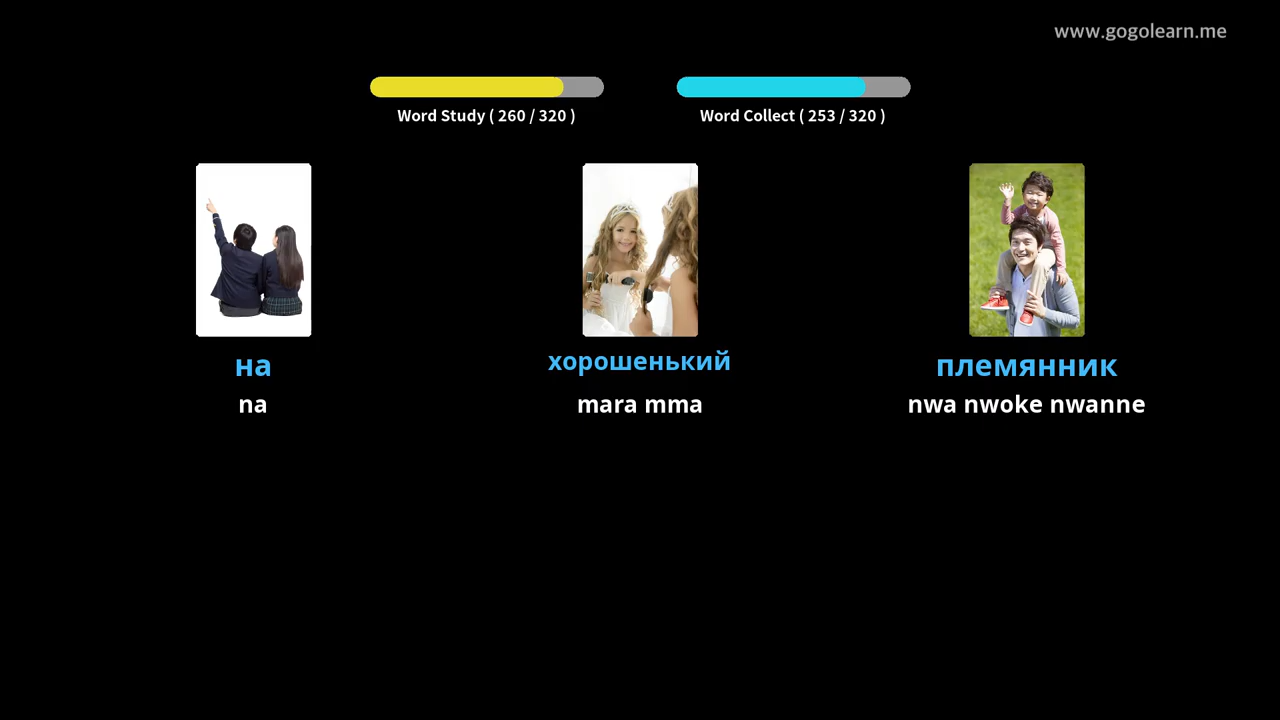 www.gogolearn.me
Word Study ( 260 / 320 )
Word Collect ( 253 / 320 )
на
хорошенький
племянник
na
mara mma
nwa nwoke nwanne